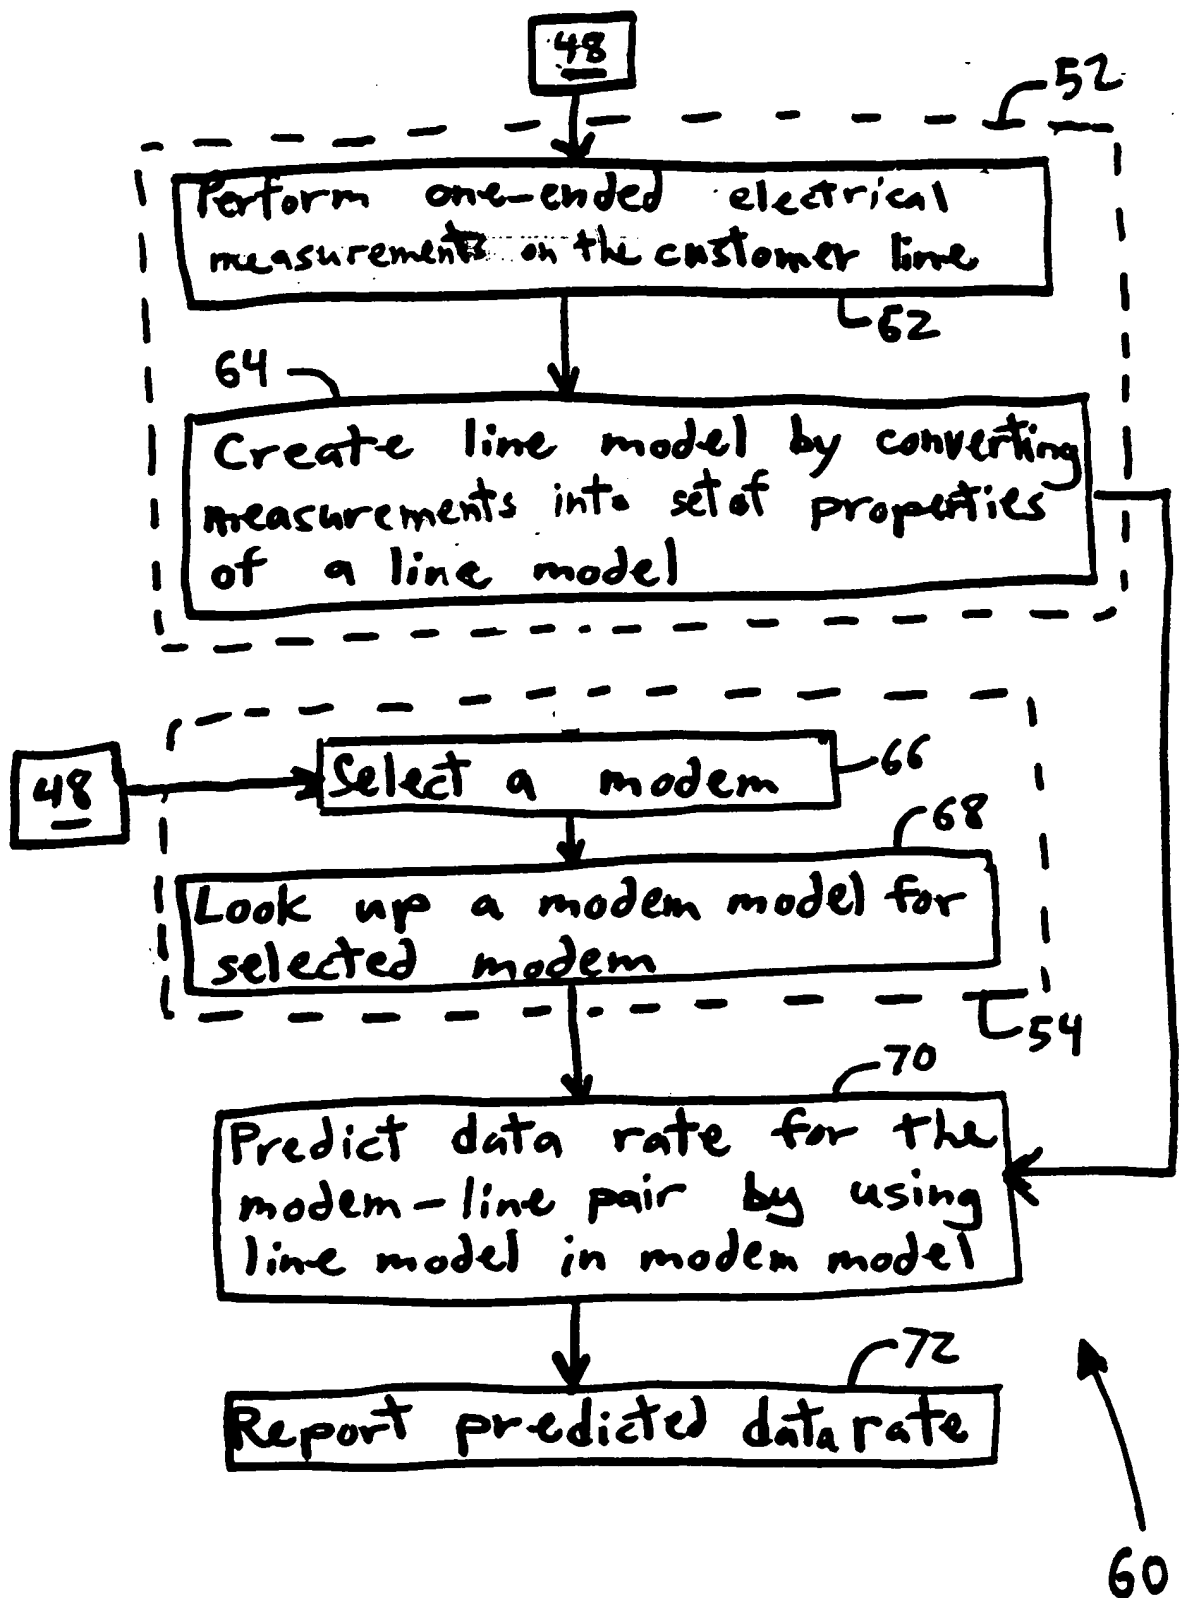 48
52
Perform one-ended electrical
measurements on the customer line
62
64
Create line model by converting
measurements into set of properties
of a line model
48
Select a modem
66
68
Look up a modem model for
selected modem
54
70
Predict data rate for the
modem-line pair by using
line model in modem model
72
Report predicted data rate
60